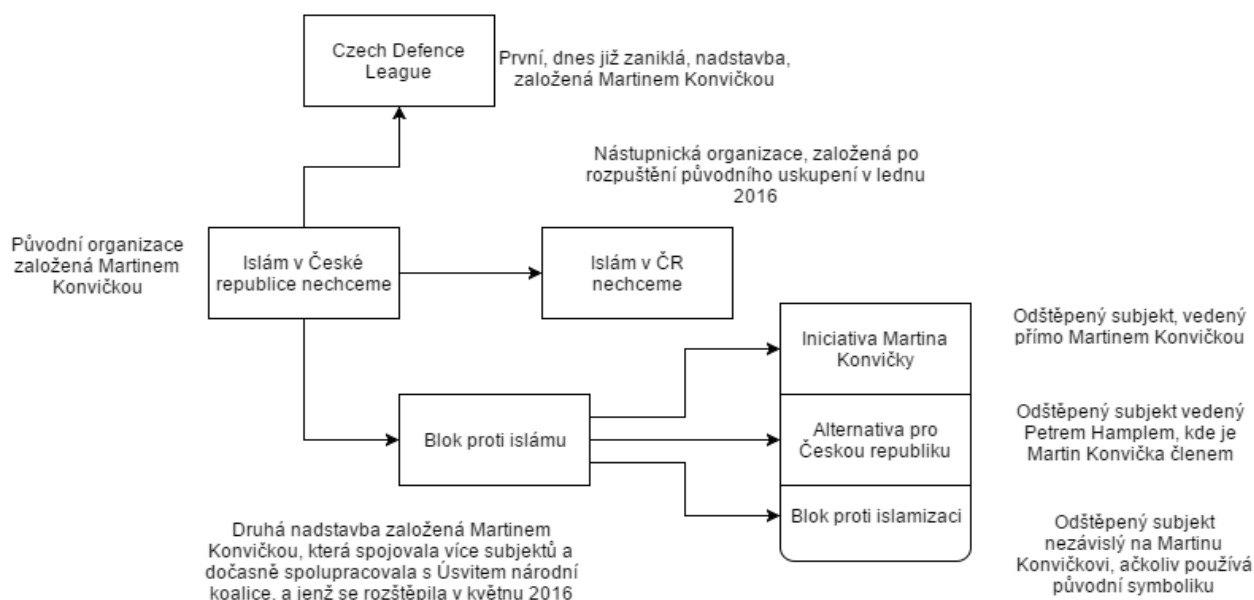 Czech Defence
League
První, dnes již zaniklá, nadstavba,
založená Martinem Konvičkou
Nástupnická organizace, založená po
rozpuštění původního uskupení v lednu
2016
Původní organizace
založená Martinem
Konvičkou
Islám v České
republice nechceme
Islám v ČR
nechceme
Iniciativa Martina
Konvičky
Odštěpený subjekt, vedený
přímo Martinem Konvičkou
Blok proti islámu
Alternativa pro
Českou republiku
Odštěpený subjekt vedený
Petrem Hamplem, kde je
Martin Konvička členem
Blok proti islamizaci
Odštěpený subjekt
nezávislý na Martinu
Konvičkovi, ačkoliv používá
původní symboliku
Druhá nadstavba založená Martinem
Konvičkou, která spojovala více subjektů a
dočasně spolupracovala s Úsvitem národní
koalice, a jenž se rozštěpila v květnu 2016